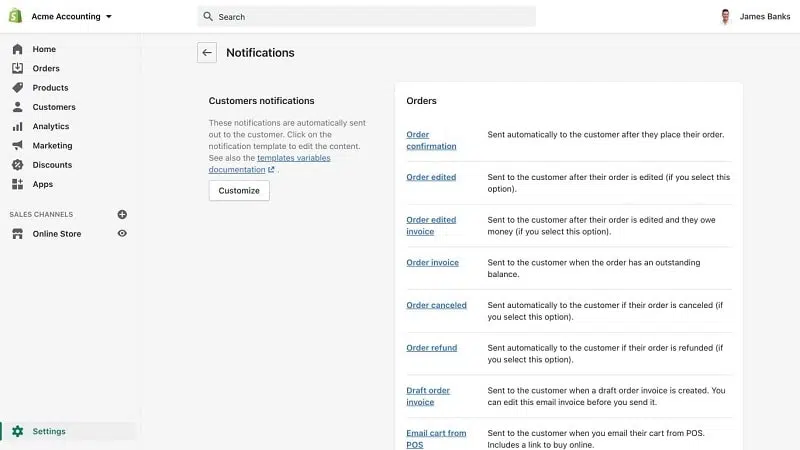 Acme Accounting
Search
James Banks
Home
Orders
Products
Customers
Analytics
Marketing
Discounts
Apps
SALES CHANNELS
Online Store
Settings
Notifications
Customers notifications
These notifications are automatically sent
out to the customer. Click on the
notification template to edit the content.
See also the templates variables
documentation .
Customize
Orders
Order
confirmation
Sent automatically to the customer after they place their order.
Order edited
Sent to the customer after their order is edited (if you select this
option).
Order edited
invoice
Sent to the customer after their order is edited and they owe
money (if you select this option).
Order invoice
Sent to the customer when the order has an outstanding
balance.
Order canceled
Sent automatically to the customer if their order is canceled (if
you select this option).
Order refund
Sent automatically to the customer if their order is refunded (if
you select this option).
Draft order
invoice
Sent to the customer when a draft order invoice is created. You
can edit this email invoice before you send it.
Email cart from
POS
Sent to the customer when you email their cart from POS.
Includes a link to buy online.